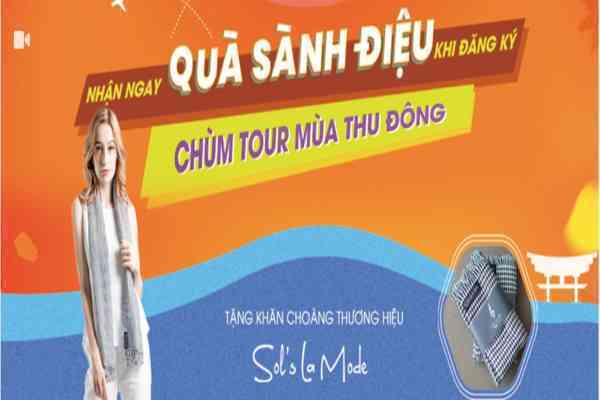 NHẬN NGAY QUÀ SÀNH ĐIỆU KHI ĐĂNG KÝ
CHÙM TOUR MÙA THU ĐÔNG
TẶNG KHĂN CHOÀNG THƯƠNG HIỆU
Sol's La Mode